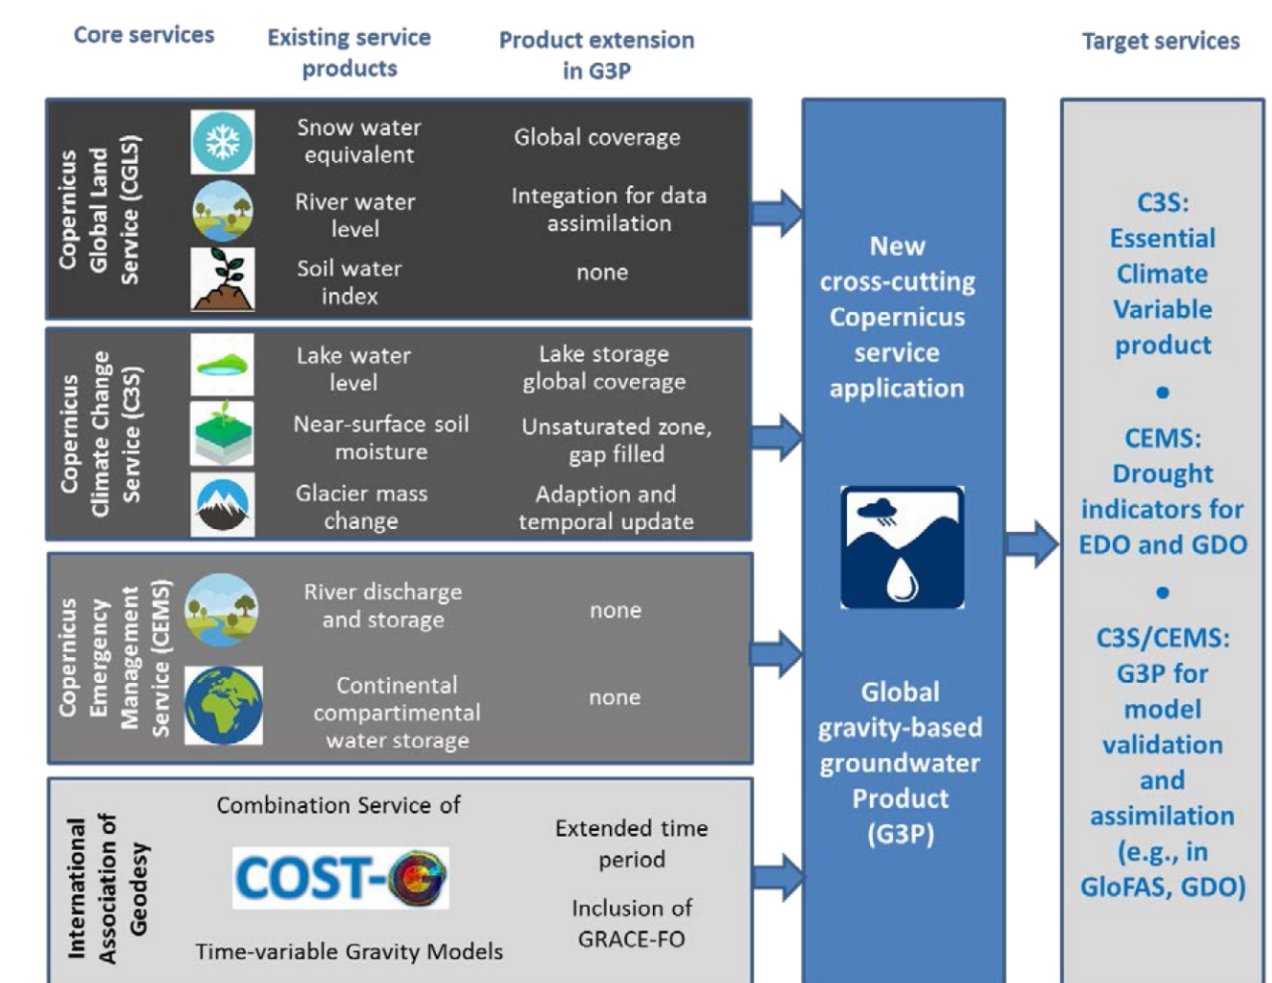 Core services
Existing service
products
Product extension
in G3P
Target services
Copernicus
Global Land
Service (CGLS)
Snow water
equivalent
Global coverage
River water
level
Integation for data
assimilation
Soil water
index
none
Copernicus
Climate Change
Service (C3S)
Lake water
level
Lake storage
global coverage
Near-surface soil
moisture
Unsaturated zone,
gap filled
Glacier mass
change
Adaption and
temporal update
Copernicus
Emergency
Management
Service (CEMS)
River discharge
and storage
none
Continental
compartimental
water storage
none
International
Association of
Geodesy
Combination Service of
COST-G
Time-variable Gravity Models
Extended time
period
Inclusion of
GRACE-FO
New
cross-cutting
Copernicus
service
application
Global
gravity-based
groundwater
Product
(G3P)
C3S:
Essential
Climate
Variable
product
•
CEMS:
Drought
indicators for
EDO and GDO
•
C3S/CEMS:
G3P for
model
validation
and
assimilation
(e.g., in
GloFAS, GDO)